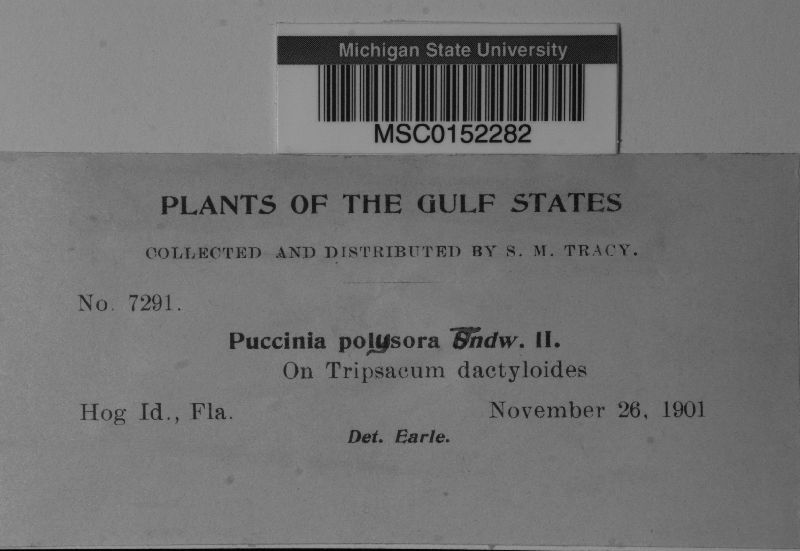 Michigan State University
MSC0152282
PLANTS OF THE GULF STATES
COLLECTED AND DISTRIBUTED BY S. M. TRACY.
No. 7291.
Puccinia polysora Undw. II.
On Tripsacum dactyloides
Hog Id., Fla.
November 26, 1901
Det. Earle.